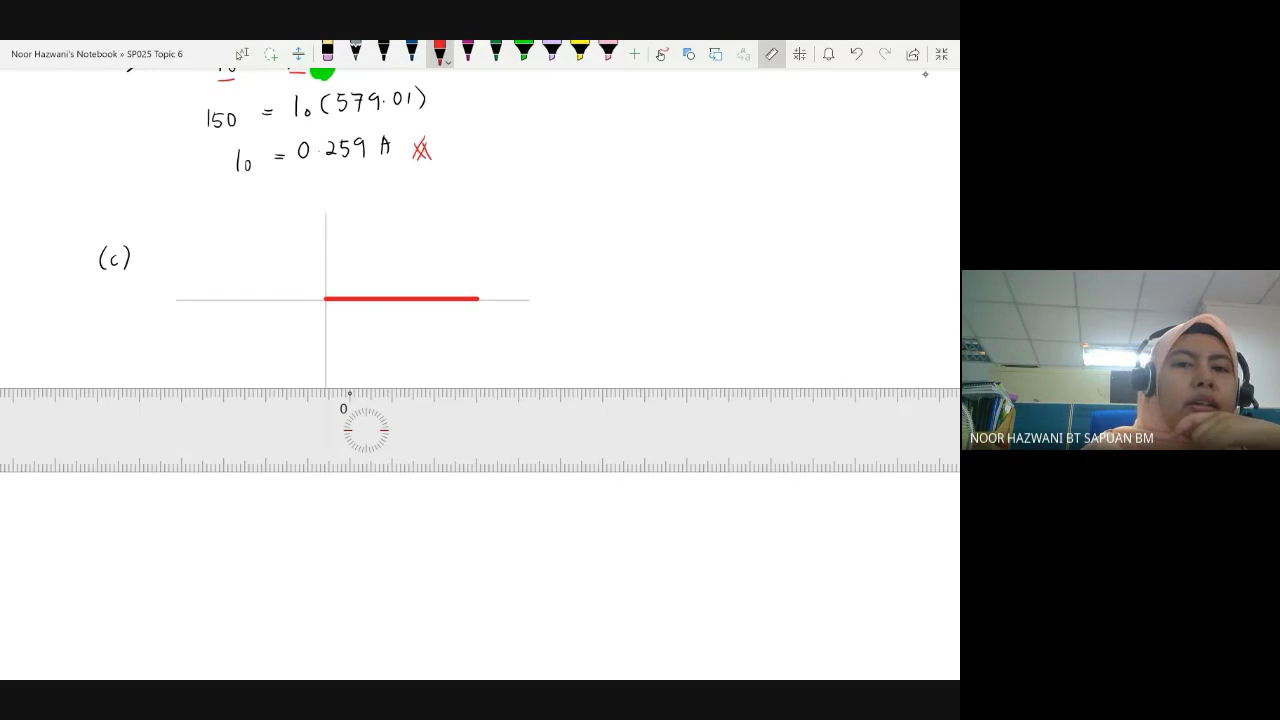 Noor Hazwani's Notebook » SP025 Topic 6
150 = I₀ (579.01)
I₀ = 0.259 A
(c)
0
NOOR HAZWANI BT SAPUAN BM